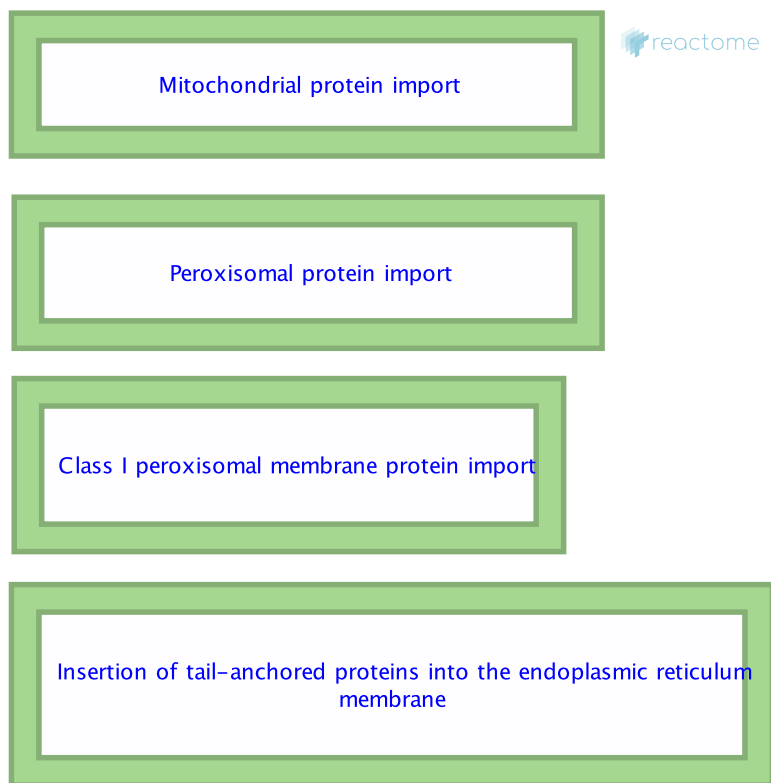 Mitochondrial protein import
reactome
Peroxisomal protein import
Class I peroxisomal membrane protein import
Insertion of tail-anchored proteins into the endoplasmic reticulum
membrane